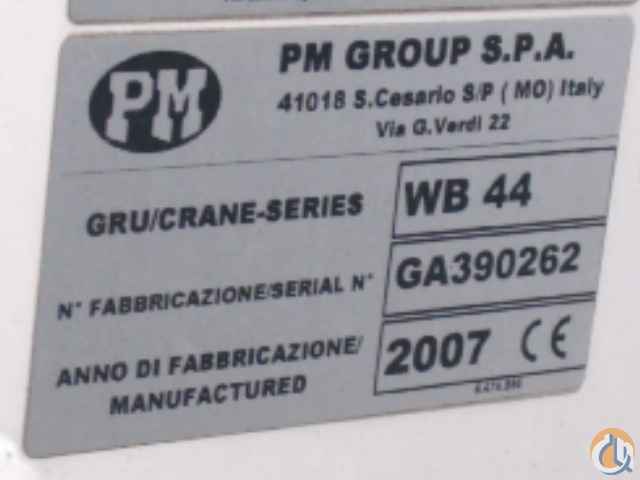 PM
PM GROUP S.P.A.
41018 S.Cesario S/P ( MO) Italy
Via G.Verdi 22
GRU/CRANE-SERIES
WB 44
N° FABBRICAZIONE/SERIAL N°
GA390262
ANNO DI FABBRICAZIONE/
MANUFACTURED
2007 CE